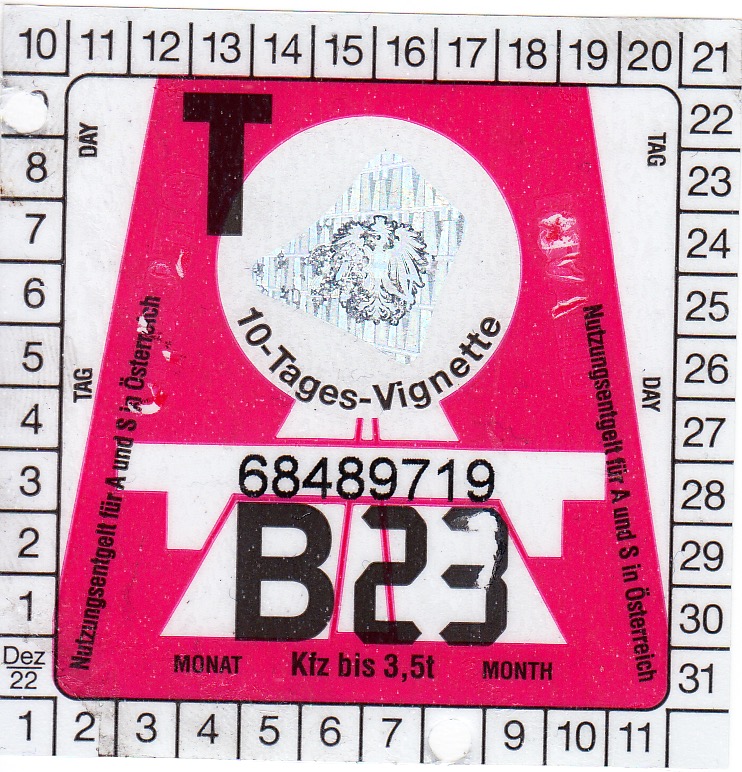 10 11 12 13 14 15 16 17 18 19 20 21
22
23
24
25
26
27
28
29
30
31
8
7
6
5
4
3
2
1
Dez
22
1 2 3 4 5 6 7 9 10 11
DAY
TAG
TAG
DAY
T
10-Tages-Vignette
Nutzungsentgelt für A und S in Österreich
Nutzungsentgelt für A und S in Österreich
68489719
B23
MONAT Kfz bis 3,5t MONTH